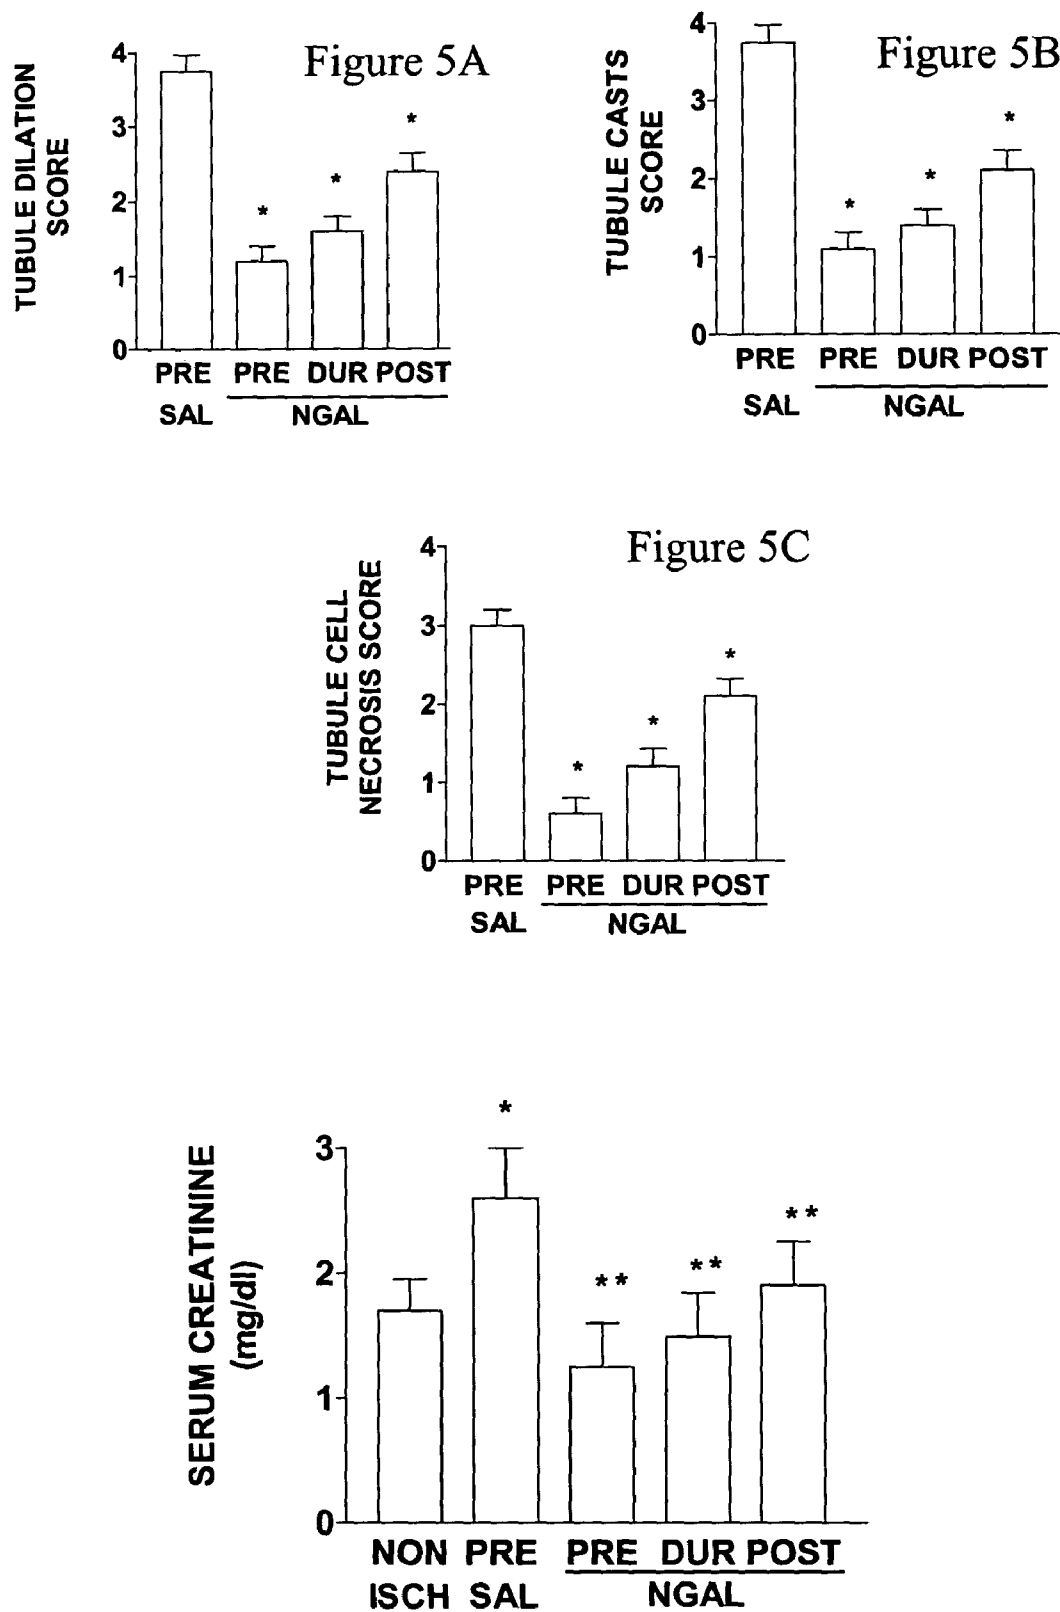 Figure 5A
TUBULE DILATION
SCORE
4
3
2
1
0
*
*
*
PRE PRE DUR POST
SAL NGAL
Figure 5B
TUBULE CASTS
SCORE
4
3
2
1
0
*
*
*
PRE PRE DUR POST
SAL NGAL
Figure 5C
TUBULE CELL
NECROSIS SCORE
4
3
2
1
0
*
*
*
PRE PRE DUR POST
SAL NGAL
SERUM CREATININE
(mg/dl)
3
2
1
0
*
**
**
**
NON PRE PRE DUR POST
ISCH SAL NGAL